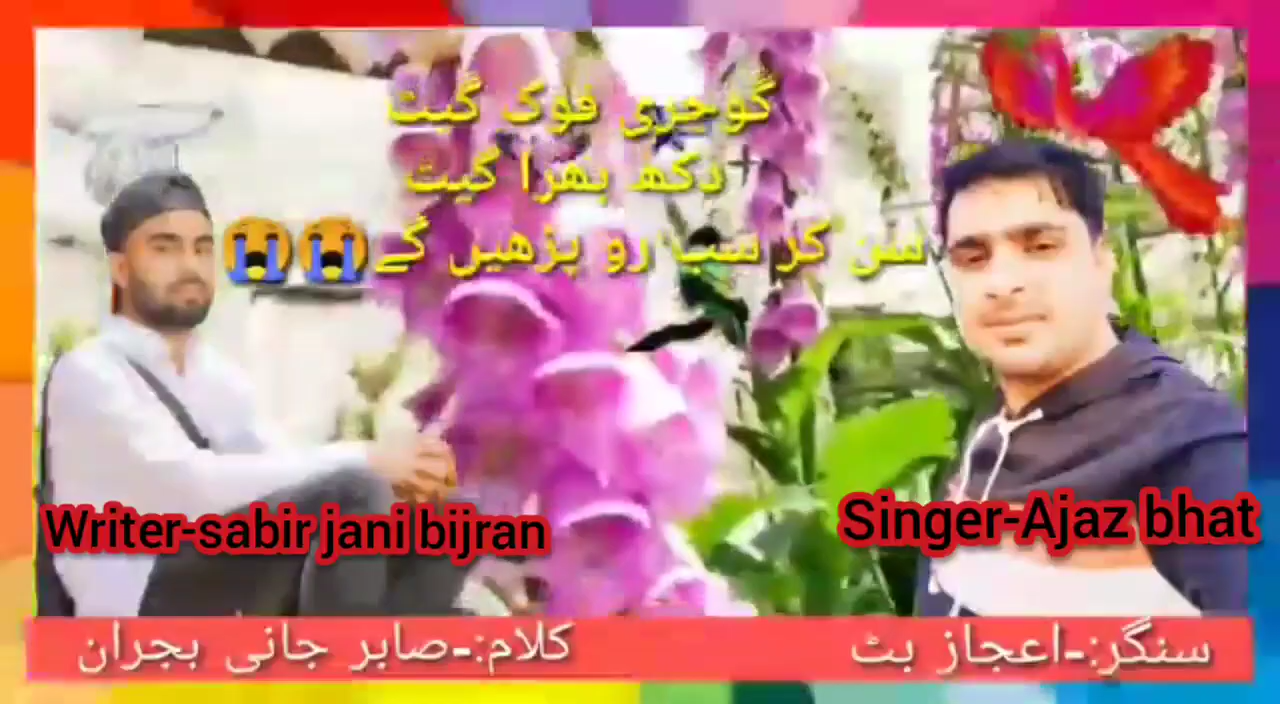 گوجری فوک گیت
دکھ بھرا گیت
سن کر سب رو پڑھیں گے😭😭
Writer-sabir jani bijran
Singer-Ajaz bhat
سنگر:-اعجاز بٹ
کلام:-صابر جانی بجران